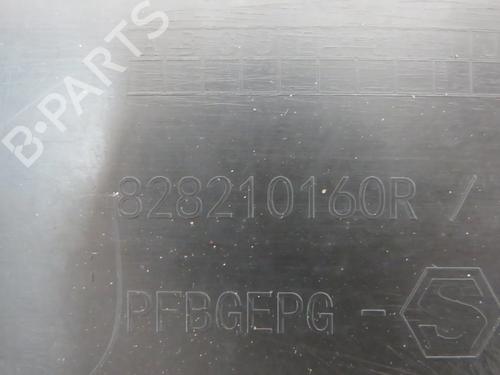 B-PARTS
828210160R /
PFBGEPG - S